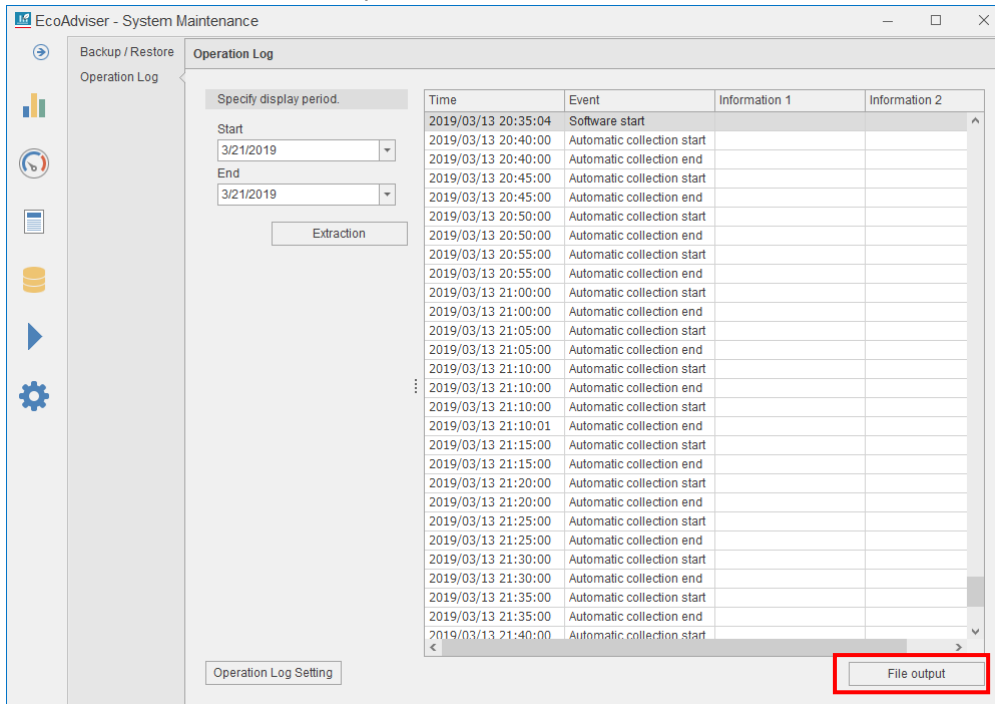 EcoAdviser - System Maintenance
Backup / Restore
Operation Log
Operation Log
Specify display period.
Start
3/21/2019
End
3/21/2019
Extraction
Time Event Information 1 Information 2
2019/03/13 20:35:04 Software start
2019/03/13 20:40:00 Automatic collection start
2019/03/13 20:40:00 Automatic collection end
2019/03/13 20:45:00 Automatic collection start
2019/03/13 20:45:00 Automatic collection end
2019/03/13 20:50:00 Automatic collection start
2019/03/13 20:50:00 Automatic collection end
2019/03/13 20:55:00 Automatic collection start
2019/03/13 20:55:00 Automatic collection end
2019/03/13 21:00:00 Automatic collection start
2019/03/13 21:00:00 Automatic collection end
2019/03/13 21:05:00 Automatic collection start
2019/03/13 21:05:00 Automatic collection end
2019/03/13 21:10:00 Automatic collection start
2019/03/13 21:10:00 Automatic collection end
2019/03/13 21:10:00 Automatic collection start
2019/03/13 21:10:01 Automatic collection end
2019/03/13 21:15:00 Automatic collection start
2019/03/13 21:15:00 Automatic collection end
2019/03/13 21:20:00 Automatic collection start
2019/03/13 21:20:00 Automatic collection end
2019/03/13 21:25:00 Automatic collection start
2019/03/13 21:25:00 Automatic collection end
2019/03/13 21:30:00 Automatic collection start
2019/03/13 21:30:00 Automatic collection end
2019/03/13 21:35:00 Automatic collection start
2019/03/13 21:35:00 Automatic collection end
2019/03/13 21:40:00 Automatic collection start
Operation Log Setting
File output